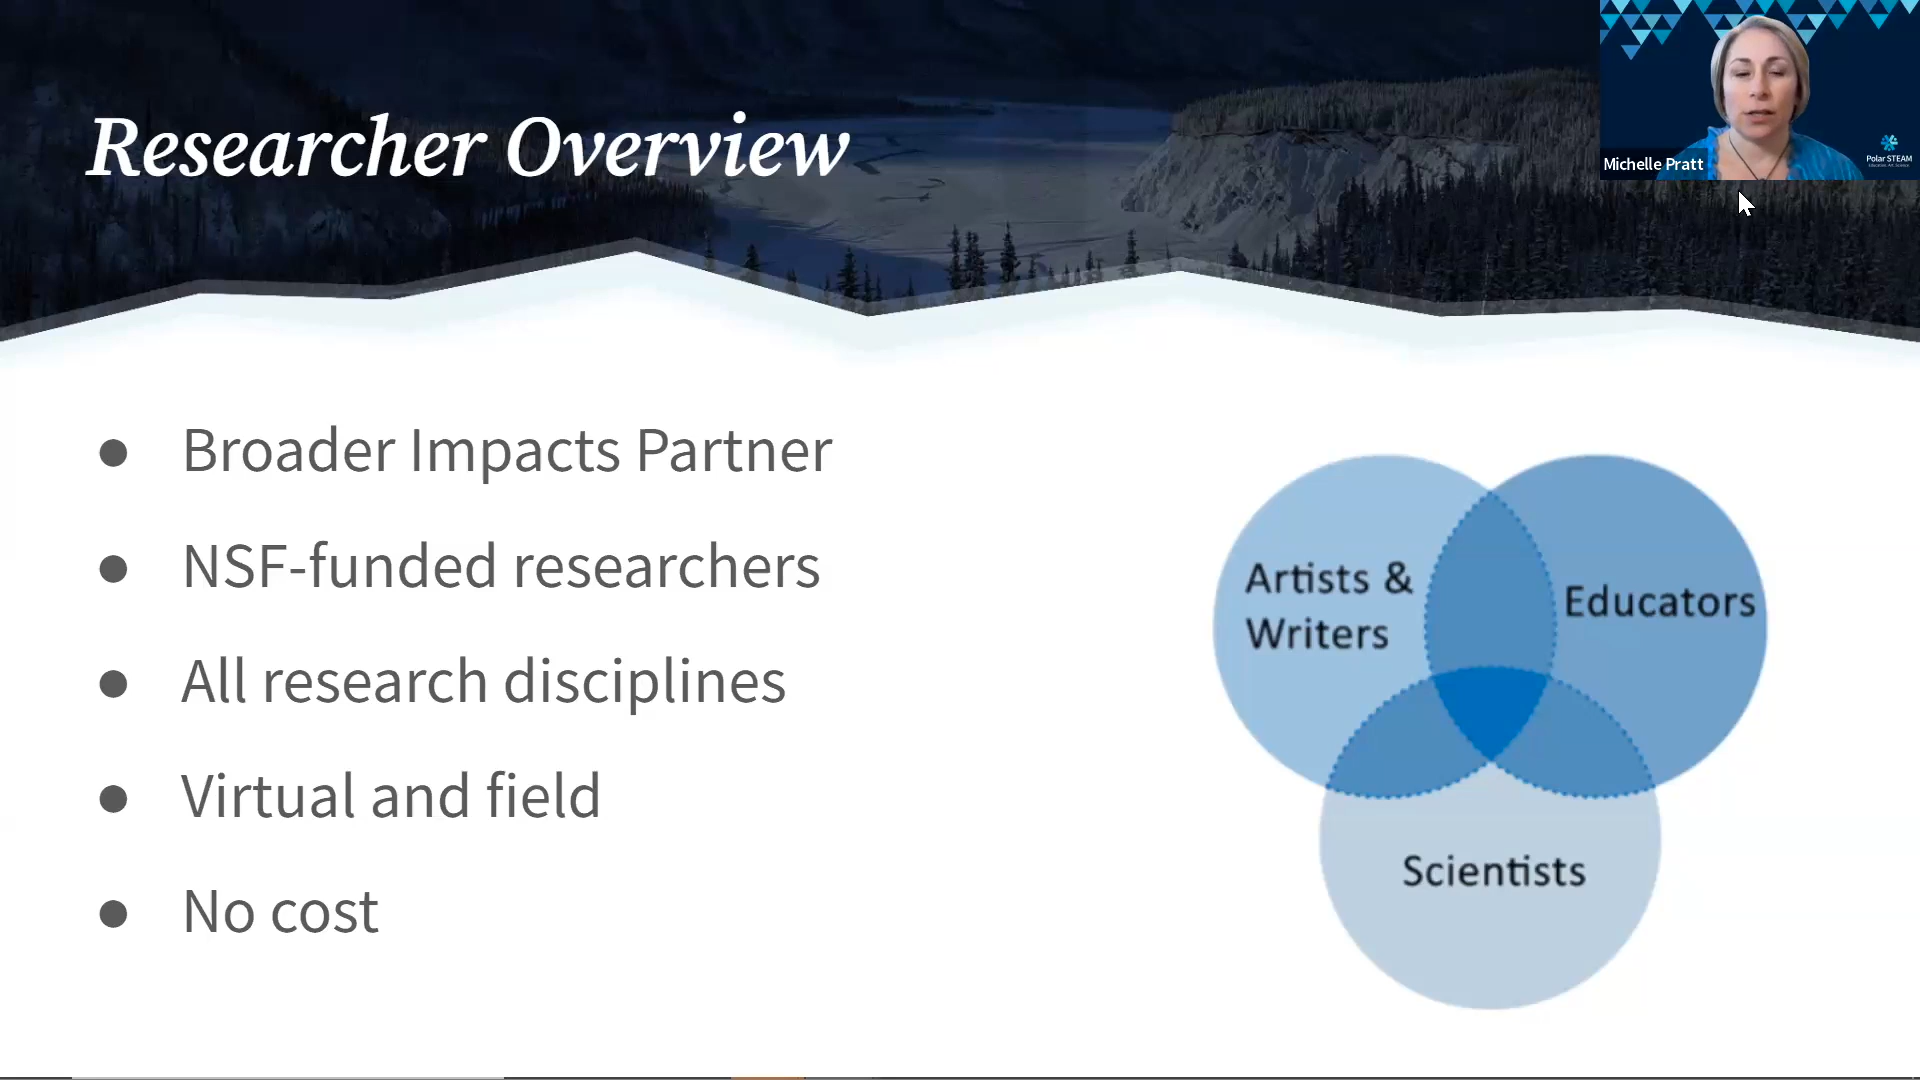 Researcher Overview
Michelle Pratt
Polar STEAM
● Broader Impacts Partner
● NSF-funded researchers
● All research disciplines
● Virtual and field
● No cost
Artists &
Writers
Educators
Scientists